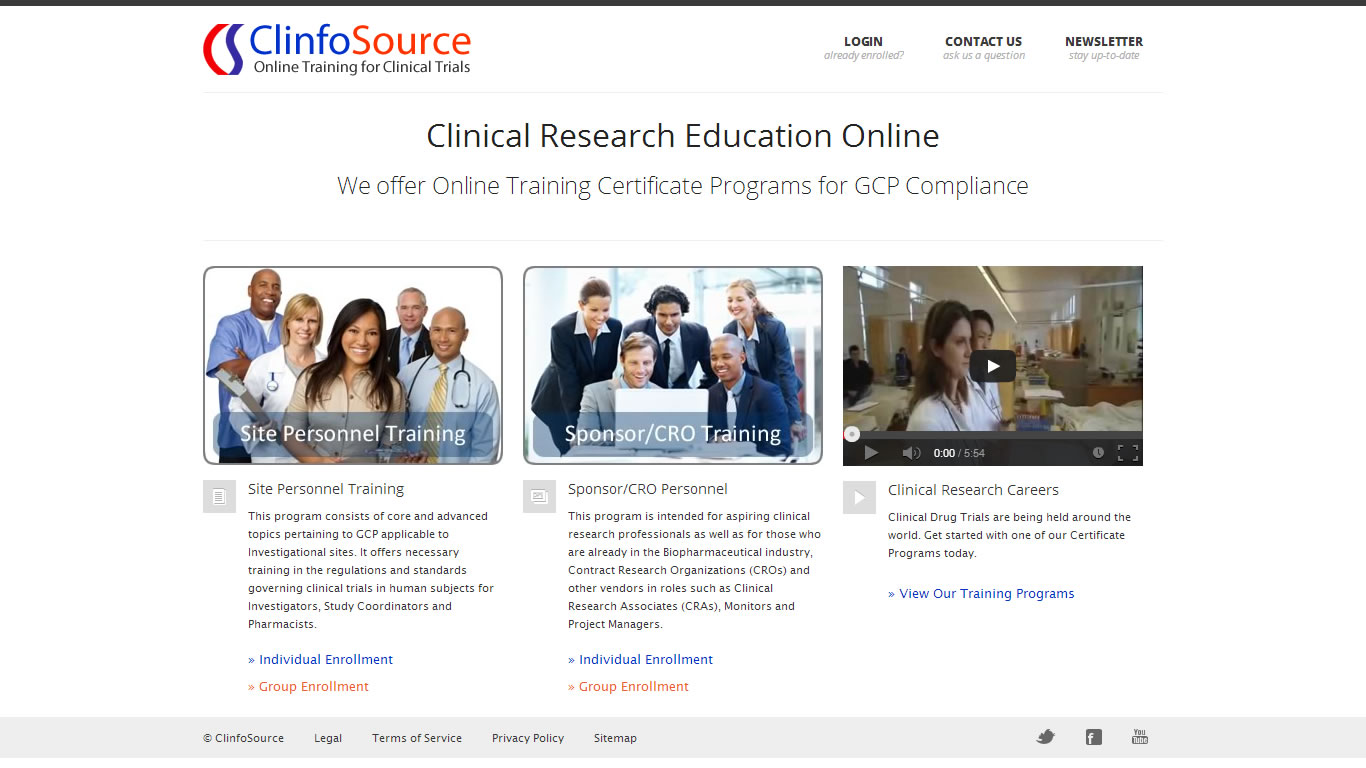 ClinfoSource
Online Training for Clinical Trials
LOGIN
already enrolled?
CONTACT US
ask us a question
NEWSLETTER
stay up-to-date
Clinical Research Education Online
We offer Online Training Certificate Programs for GCP Compliance
Site Personnel Training
Sponsor/CRO Training
0:00 / 5:54
Site Personnel Training
This program consists of core and advanced
topics pertaining to GCP applicable to
Investigational sites. It offers necessary
training in the regulations and standards
governing clinical trials in human subjects for
Investigators, Study Coordinators and
Pharmacists.
» Individual Enrollment
» Group Enrollment
Sponsor/CRO Personnel
This program is intended for aspiring clinical
research professionals as well as for those who
are already in the Biopharmaceutical industry,
Contract Research Organizations (CROs) and
other vendors in roles such as Clinical
Research Associates (CRAs), Monitors and
Project Managers.
» Individual Enrollment
» Group Enrollment
Clinical Research Careers
Clinical Drug Trials are being held around the
world. Get started with one of our Certificate
Programs today.
» View Our Training Programs
© ClinfoSource
Legal
Terms of Service
Privacy Policy
Sitemap
You
Tube